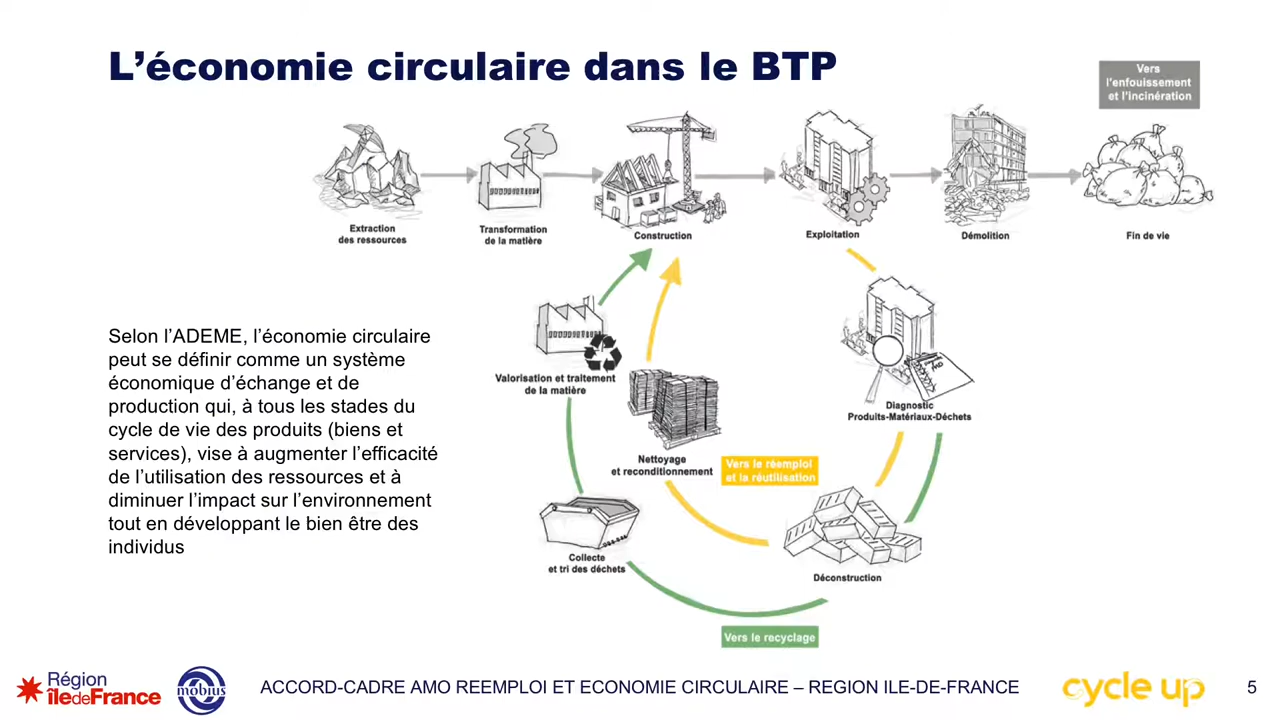 L’économie circulaire dans le BTP
Vers
l’enfouissement
et l’incinération
Extraction
des ressources
Transformation
de la matière
Construction
Exploitation
Démolition
Fin de vie
Selon l’ADEME, l’économie circulaire
peut se définir comme un système
économique d’échange et de
production qui, à tous les stades du
cycle de vie des produits (biens et
services), vise à augmenter l’efficacité
de l’utilisation des ressources et à
diminuer l’impact sur l’environnement
tout en développant le bien être des
individus
Valorisation et traitement
de la matière
Diagnostic
Produits-Matériaux-Déchets
Nettoyage
et reconditionnement
Vers le réemploi
et la réutilisation
Collecte
et tri des déchets
Déconstruction
Vers le recyclage
Région
îledeFrance
mobius
ACCORD-CADRE AMO REEMPLOI ET ECONOMIE CIRCULAIRE – REGION ILE-DE-FRANCE
cycle up
5